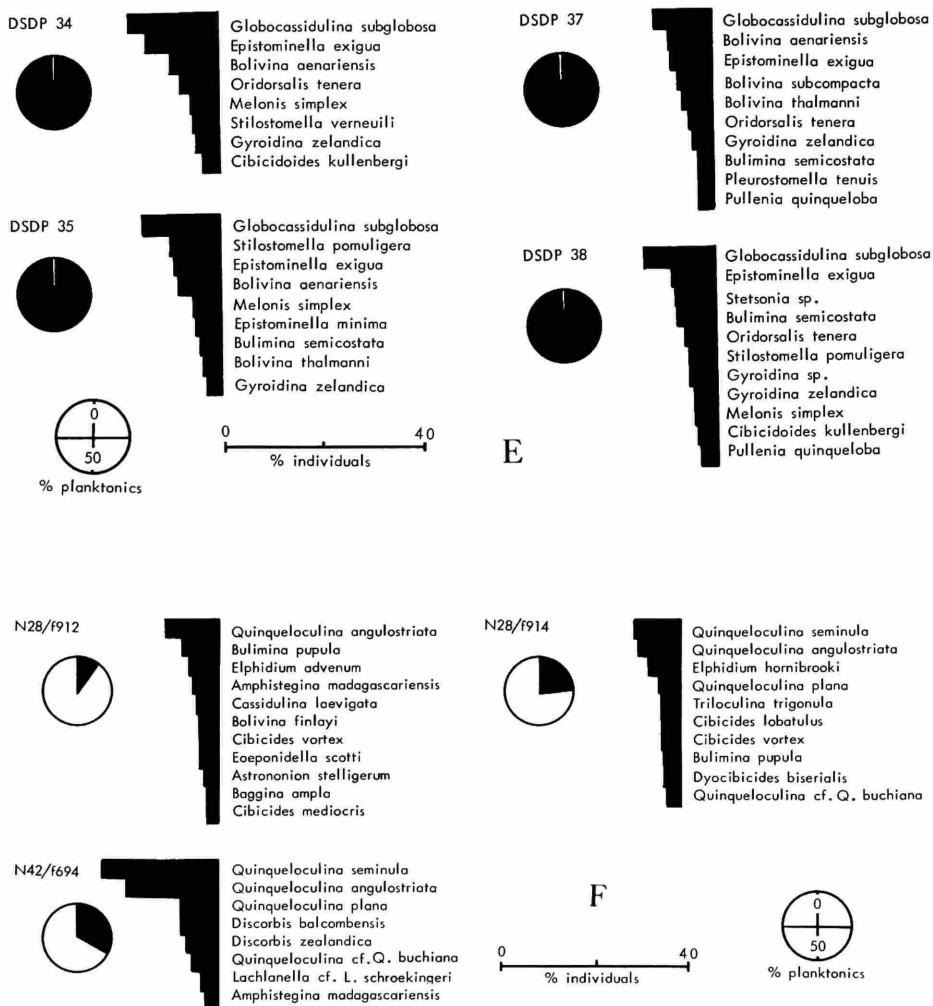 DSDP 34
Globocassidulina subglobosa
Epistominella exigua
Bolivina aenariensis
Oridorsalis tenera
Melonis simplex
Stilostomella verneuili
Gyroidina zelandica
Cibicidoides kullenbergi
DSDP 37
Globocassidulina subglobosa
Bolivina aenariensis
Epistominella exigua
Bolivina subcompacta
Bolivina thalmanni
Oridorsalis tenera
Gyroidina zelandica
Bulimina semicostata
Pleurostomella tenuis
Pullenia quinqueloba
DSDP 35
Globocassidulina subglobosa
Stilostomella pomuligera
Epistominella exigua
Bolivina aenariensis
Melonis simplex
Epistominella minima
Bulimina semicostata
Bolivina thalmanni
Gyroidina zelandica
DSDP 38
Globocassidulina subglobosa
Epistominella exigua
Stetsonia sp.
Bulimina semicostata
Oridorsalis tenera
Stilostomella pomuligera
Gyroidina sp.
Gyroidina zelandica
Melonis simplex
Cibicidoides kullenbergi
Pullenia quinqueloba
0
50
% planktonics
0 40
% individuals
E
N28/f912
Quinqueloculina angulostriata
Bulimina pupula
Elphidium advenum
Amphistegina madagascariensis
Cassidulina laevigata
Bolivina finlayi
Cibicides vortex
Eoeponidella scotti
Astrononion stelligerum
Baggina ampla
Cibicides mediocris
N28/f914
Quinqueloculina seminula
Quinqueloculina angulostriata
Elphidium hornibrooki
Quinqueloculina plana
Triloculina trigonula
Cibicides lobatulus
Cibicides vortex
Bulimina pupula
Dyocibicides biserialis
Quinqueloculina cf. Q. buchiana
N42/f694
Quinqueloculina seminula
Quinqueloculina angulostriata
Quinqueloculina plana
Discorbis balcombensis
Discorbis zealandica
Quinqueloculina cf. Q. buchiana
Lachlanella cf. L. schroekingeri
Amphistegina madagascariensis
F
0 40
% individuals
0
50
% planktonics